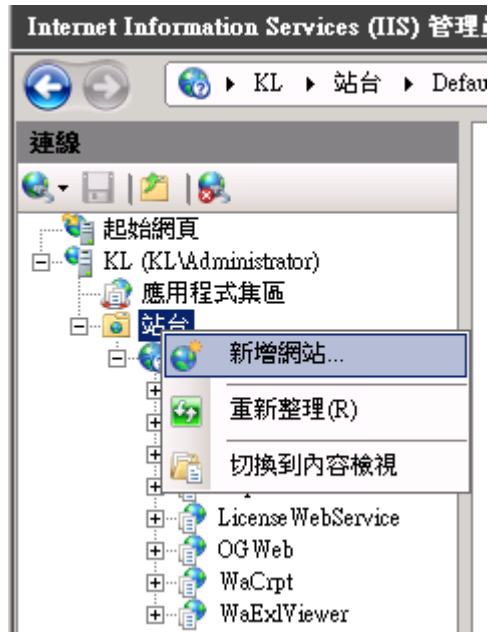 Internet Information Services (IIS) 管理
KL 站台 Defau
連線
起始網頁
KL (KL\Administrator)
應用程式集區
站台
新增網站...
重新整理(R)
切換到內容檢視
LicenseWebService
OGWeb
WaCrpt
WaExlViewer